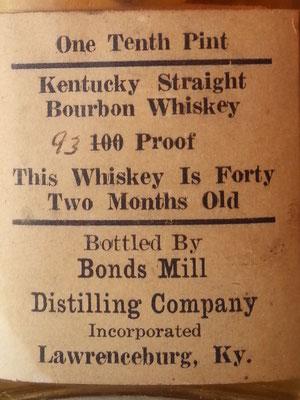 One Tenth Pint
Kentucky Straight
Bourbon Whiskey
93 100 Proof
This Whiskey Is Forty
Two Months Old
Bottled By
Bonds Mill
Distilling Company
Incorporated
Lawrenceburg, Ky.